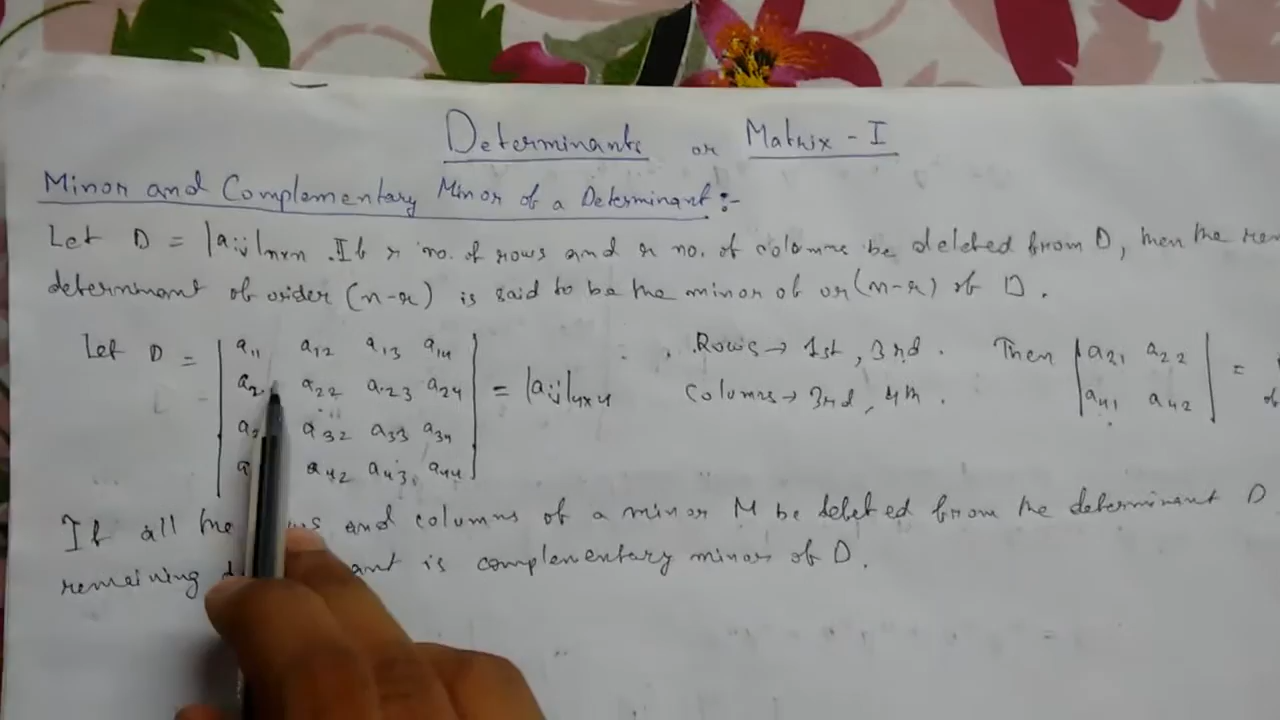 Determinants or Matrix - I
Minor and Complementary Minor of a Determinant :-
Let D = |aij|n×n . If r no. of rows and r no. of columns be deleted from D, then the
determinant of order (n-r) is said to be the minor of or (n-r) of D.
Let D = | a11 a12 a13 a14 | Rows → 1st, 3rd . Then | a21 a22 | =
a22 a23 a24 = |aij|4×4 Columns → 3rd, 4th . | a41 a42 | of
a32 a33 a34
a42 a43 a44
If all the and columns of a minor M be deleted from the determinant D
remaining is complementary minor of D.